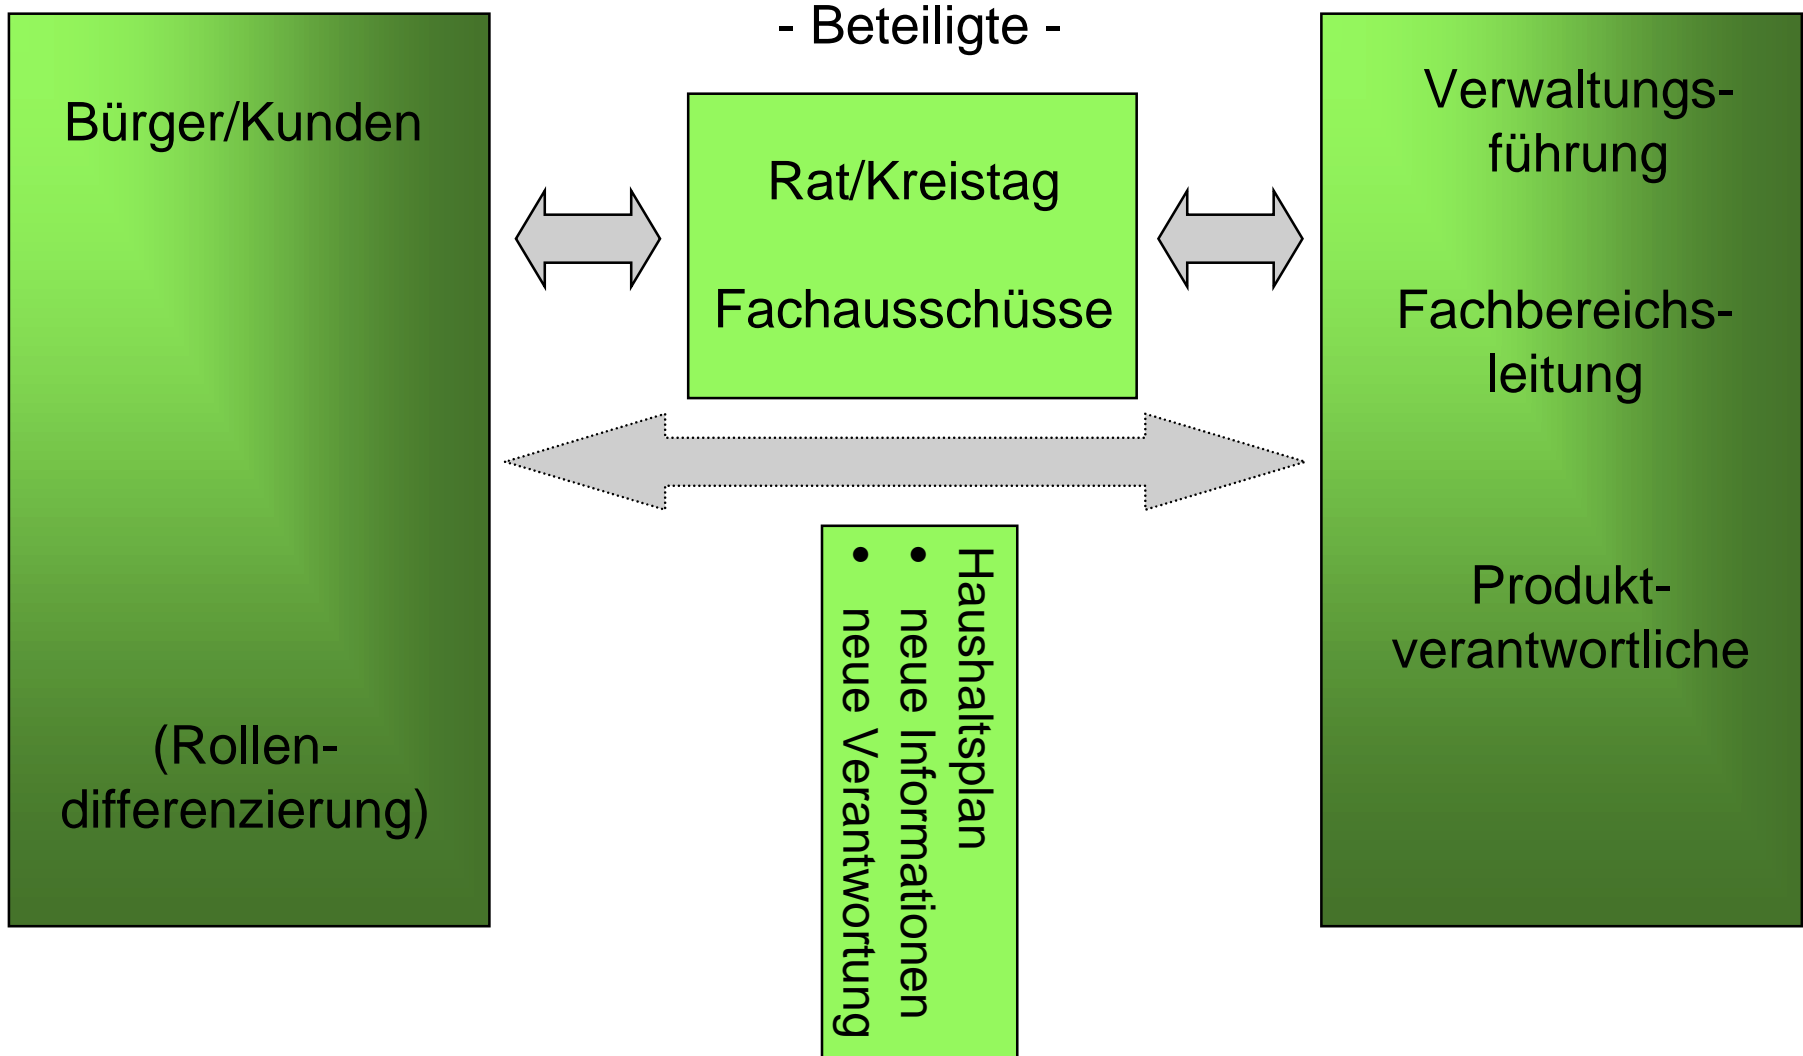 - Beteiligte -
Bürger/Kunden
(Rollen-
differenzierung)
Rat/Kreistag
Fachausschüsse
Verwaltungs-
führung
Fachbereichs-
leitung
Produkt-
verantwortliche
Haushaltsplan
• neue Informationen
• neue Verantwortung